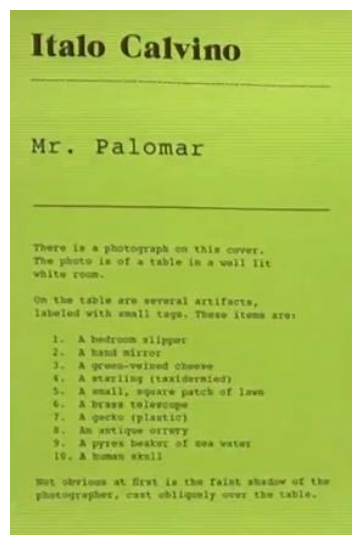 Italo Calvino
Mr. Palomar
There is a photograph on this cover.
The photo is of a table in a well lit
white room.
On the table are several artifacts,
labeled with small tags. These items are:
1. A bedroom slipper
2. A hand mirror
3. A green-veined cheese
4. A starling (taxidermied)
5. A small, square patch of lawn
6. A brass telescope
7. A gecko (plastic)
8. An antique orrery
9. A pyrex beaker of sea water
10. A human skull
Not obvious at first is the faint shadow of the
photographer, cast obliquely over the table.